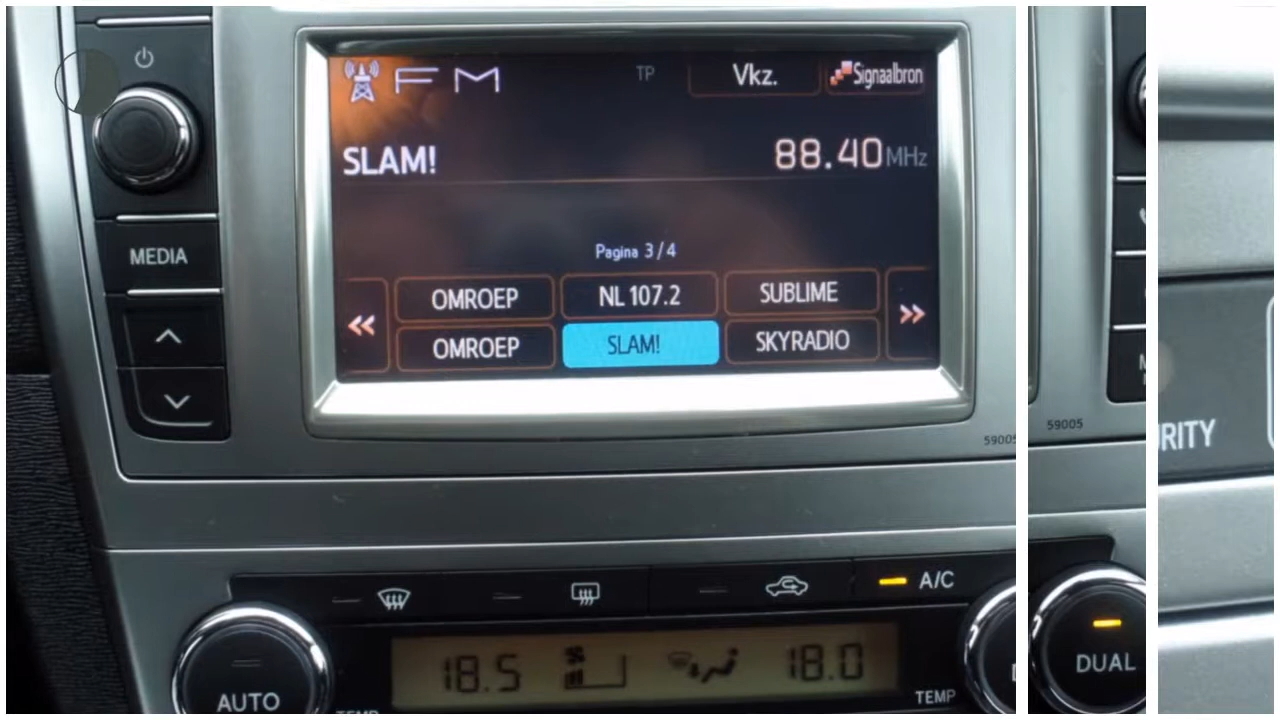 FM
TP
Vkz.
Signaalbron
SLAM!
88.40 MHz
Pagina 3/4
MEDIA
OMROEP
NL 107.2
SUBLIME
OMROEP
SLAM!
SKYRADIO
59005
59005
RITY
A/C
18.5
18.0
AUTO
TEMP
TEMP
DUAL